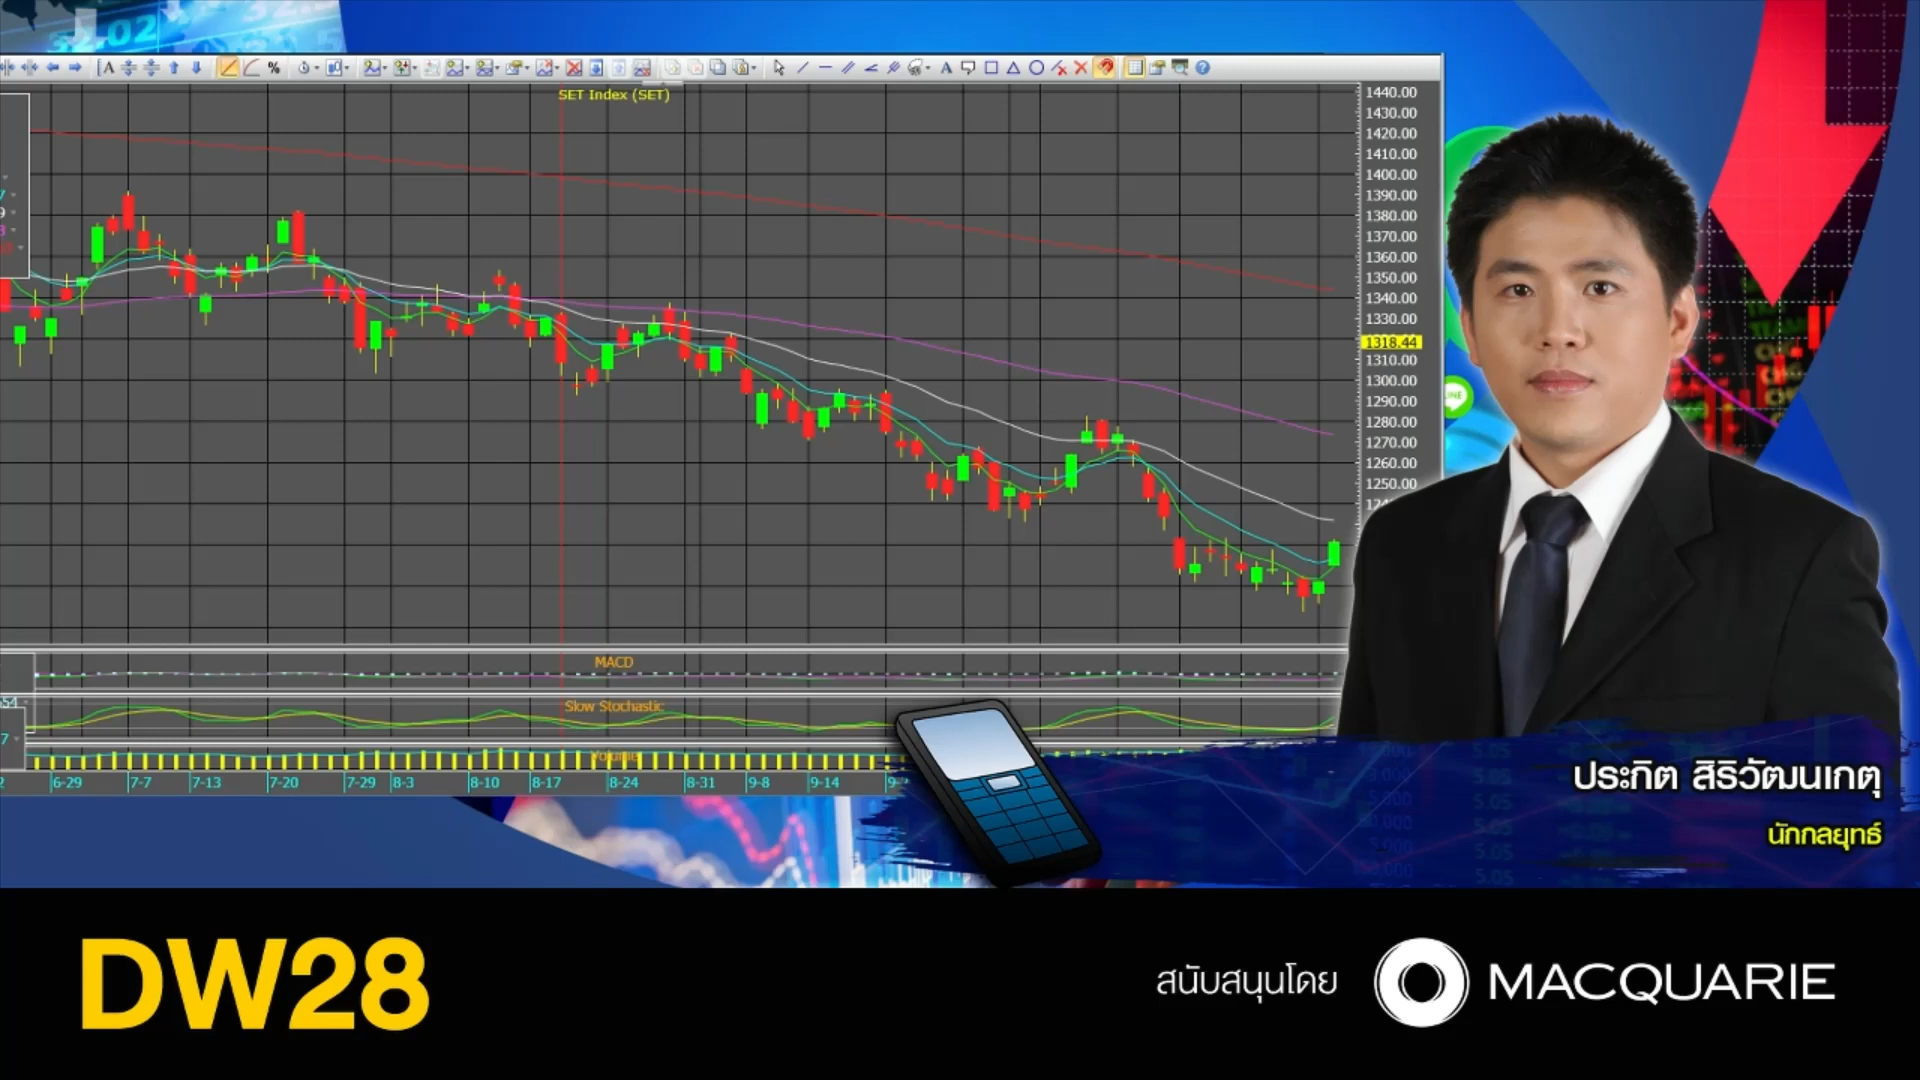 SET Index (SET)
1440.00
1430.00
1420.00
1410.00
1400.00
1390.00
1380.00
1370.00
1360.00
1350.00
1340.00
1330.00
1318.44
1310.00
1300.00
1290.00
1280.00
1270.00
1260.00
1250.00
MACD
Slow Stochastic
Volume
6-29 7-7 7-13 7-20 7-29 8-3 8-10 8-17 8-24 8-31 9-8 9-14
ประกิต สิริวัฒนเกตุ
นักกลยุทธ์
DW28
สนับสนุนโดย
MACQUARIE